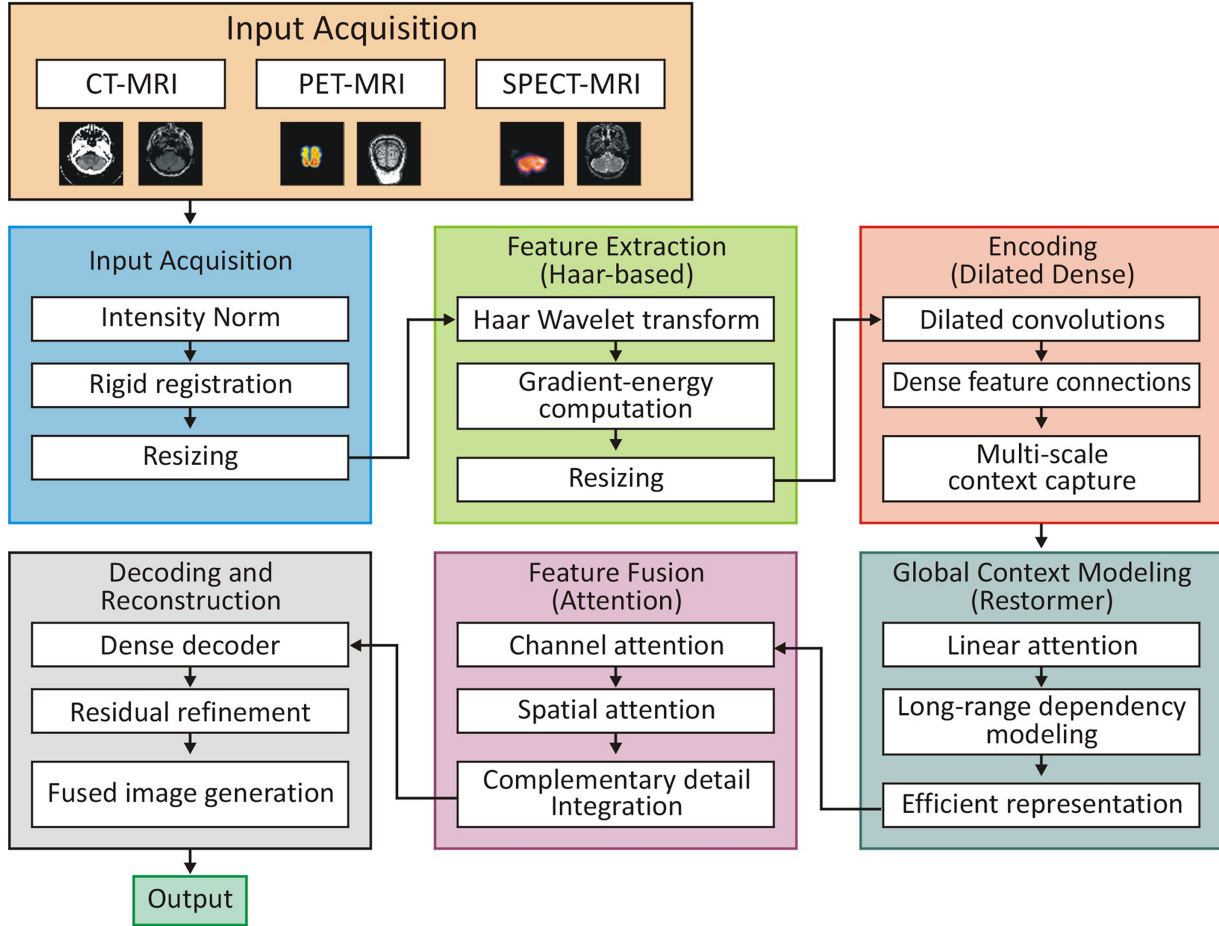 Input Acquisition
CT-MRI
PET-MRI
SPECT-MRI
Input Acquisition
Intensity Norm
Rigid registration
Resizing
Feature Extraction
(Haar-based)
Haar Wavelet transform
Gradient-energy
computation
Resizing
Encoding
(Dilated Dense)
Dilated convolutions
Dense feature connections
Multi-scale
context capture
Global Context Modeling
(Restormer)
Linear attention
Long-range dependency
modeling
Efficient representation
Feature Fusion
(Attention)
Channel attention
Spatial attention
Complementary detail
Integration
Decoding and
Reconstruction
Dense decoder
Residual refinement
Fused image generation
Output